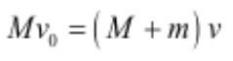 Mv₀ = (M + m) v